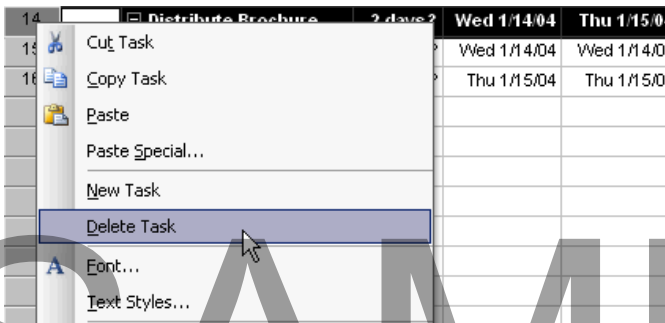 14 Distribute Brochure 2 days? Wed 1/14/04 Thu 1/15/0
15 Cut Task ? Wed 1/14/04 Wed 1/14/0
16 Copy Task ? Thu 1/15/04 Thu 1/15/0
Paste
Paste Special...
New Task
Delete Task
Font...
Text Styles...